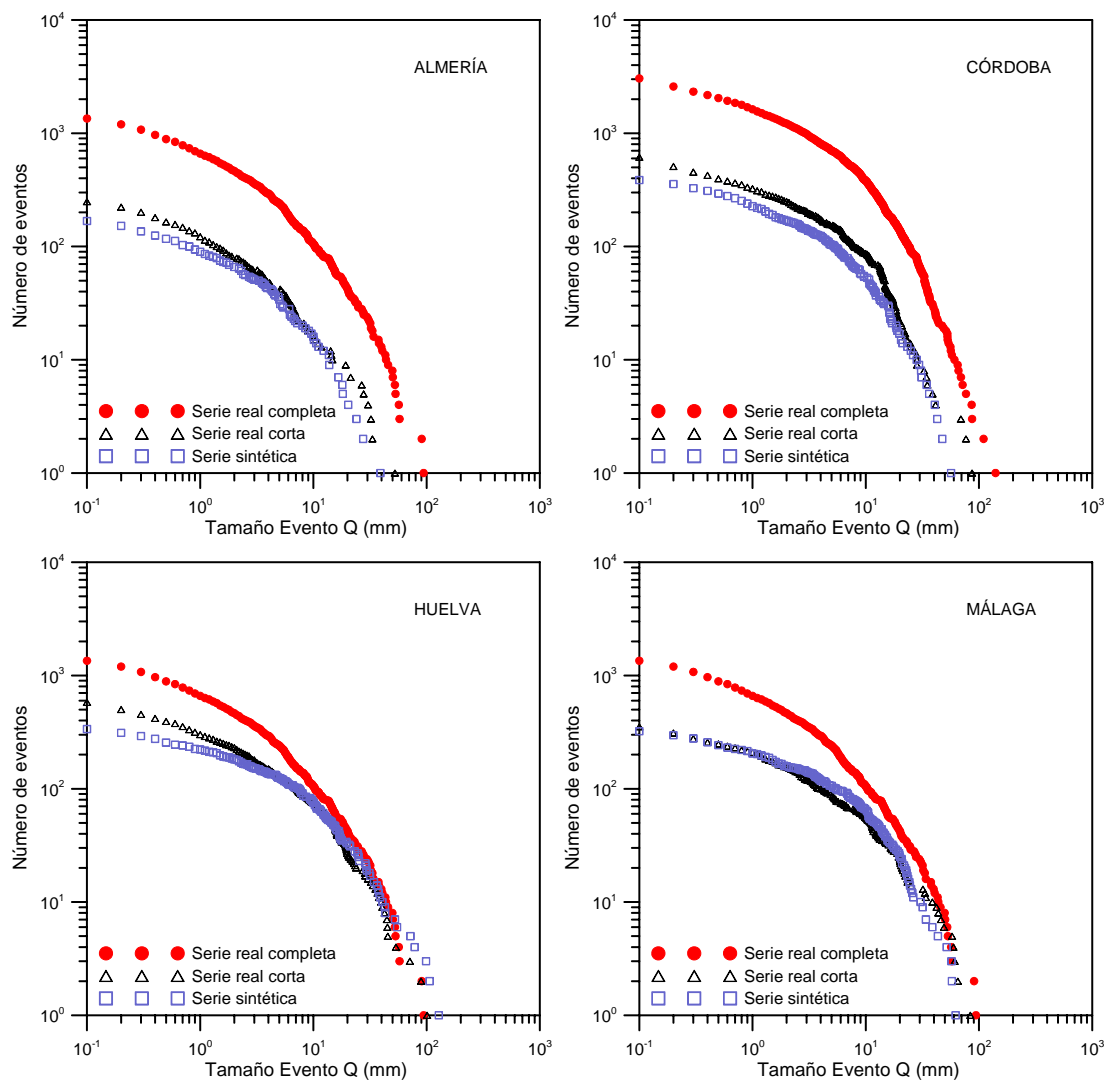 10^4
10^3
10^2
10^1
10^0
Número de eventos
ALMERÍA
Serie real completa
Serie real corta
Serie sintética
10^-1 10^0 10^1 10^2 10^3
Tamaño Evento Q (mm)
10^4
10^3
10^2
10^1
10^0
Número de eventos
CÓRDOBA
Serie real completa
Serie real corta
Serie sintética
10^-1 10^0 10^1 10^2 10^3
Tamaño Evento Q (mm)
10^4
10^3
10^2
10^1
10^0
Número de eventos
HUELVA
Serie real completa
Serie real corta
Serie sintética
10^-1 10^0 10^1 10^2 10^3
Tamaño Evento Q (mm)
10^4
10^3
10^2
10^1
10^0
Número de eventos
MÁLAGA
Serie real completa
Serie real corta
Serie sintética
10^-1 10^0 10^1 10^2 10^3
Tamaño Evento Q (mm)